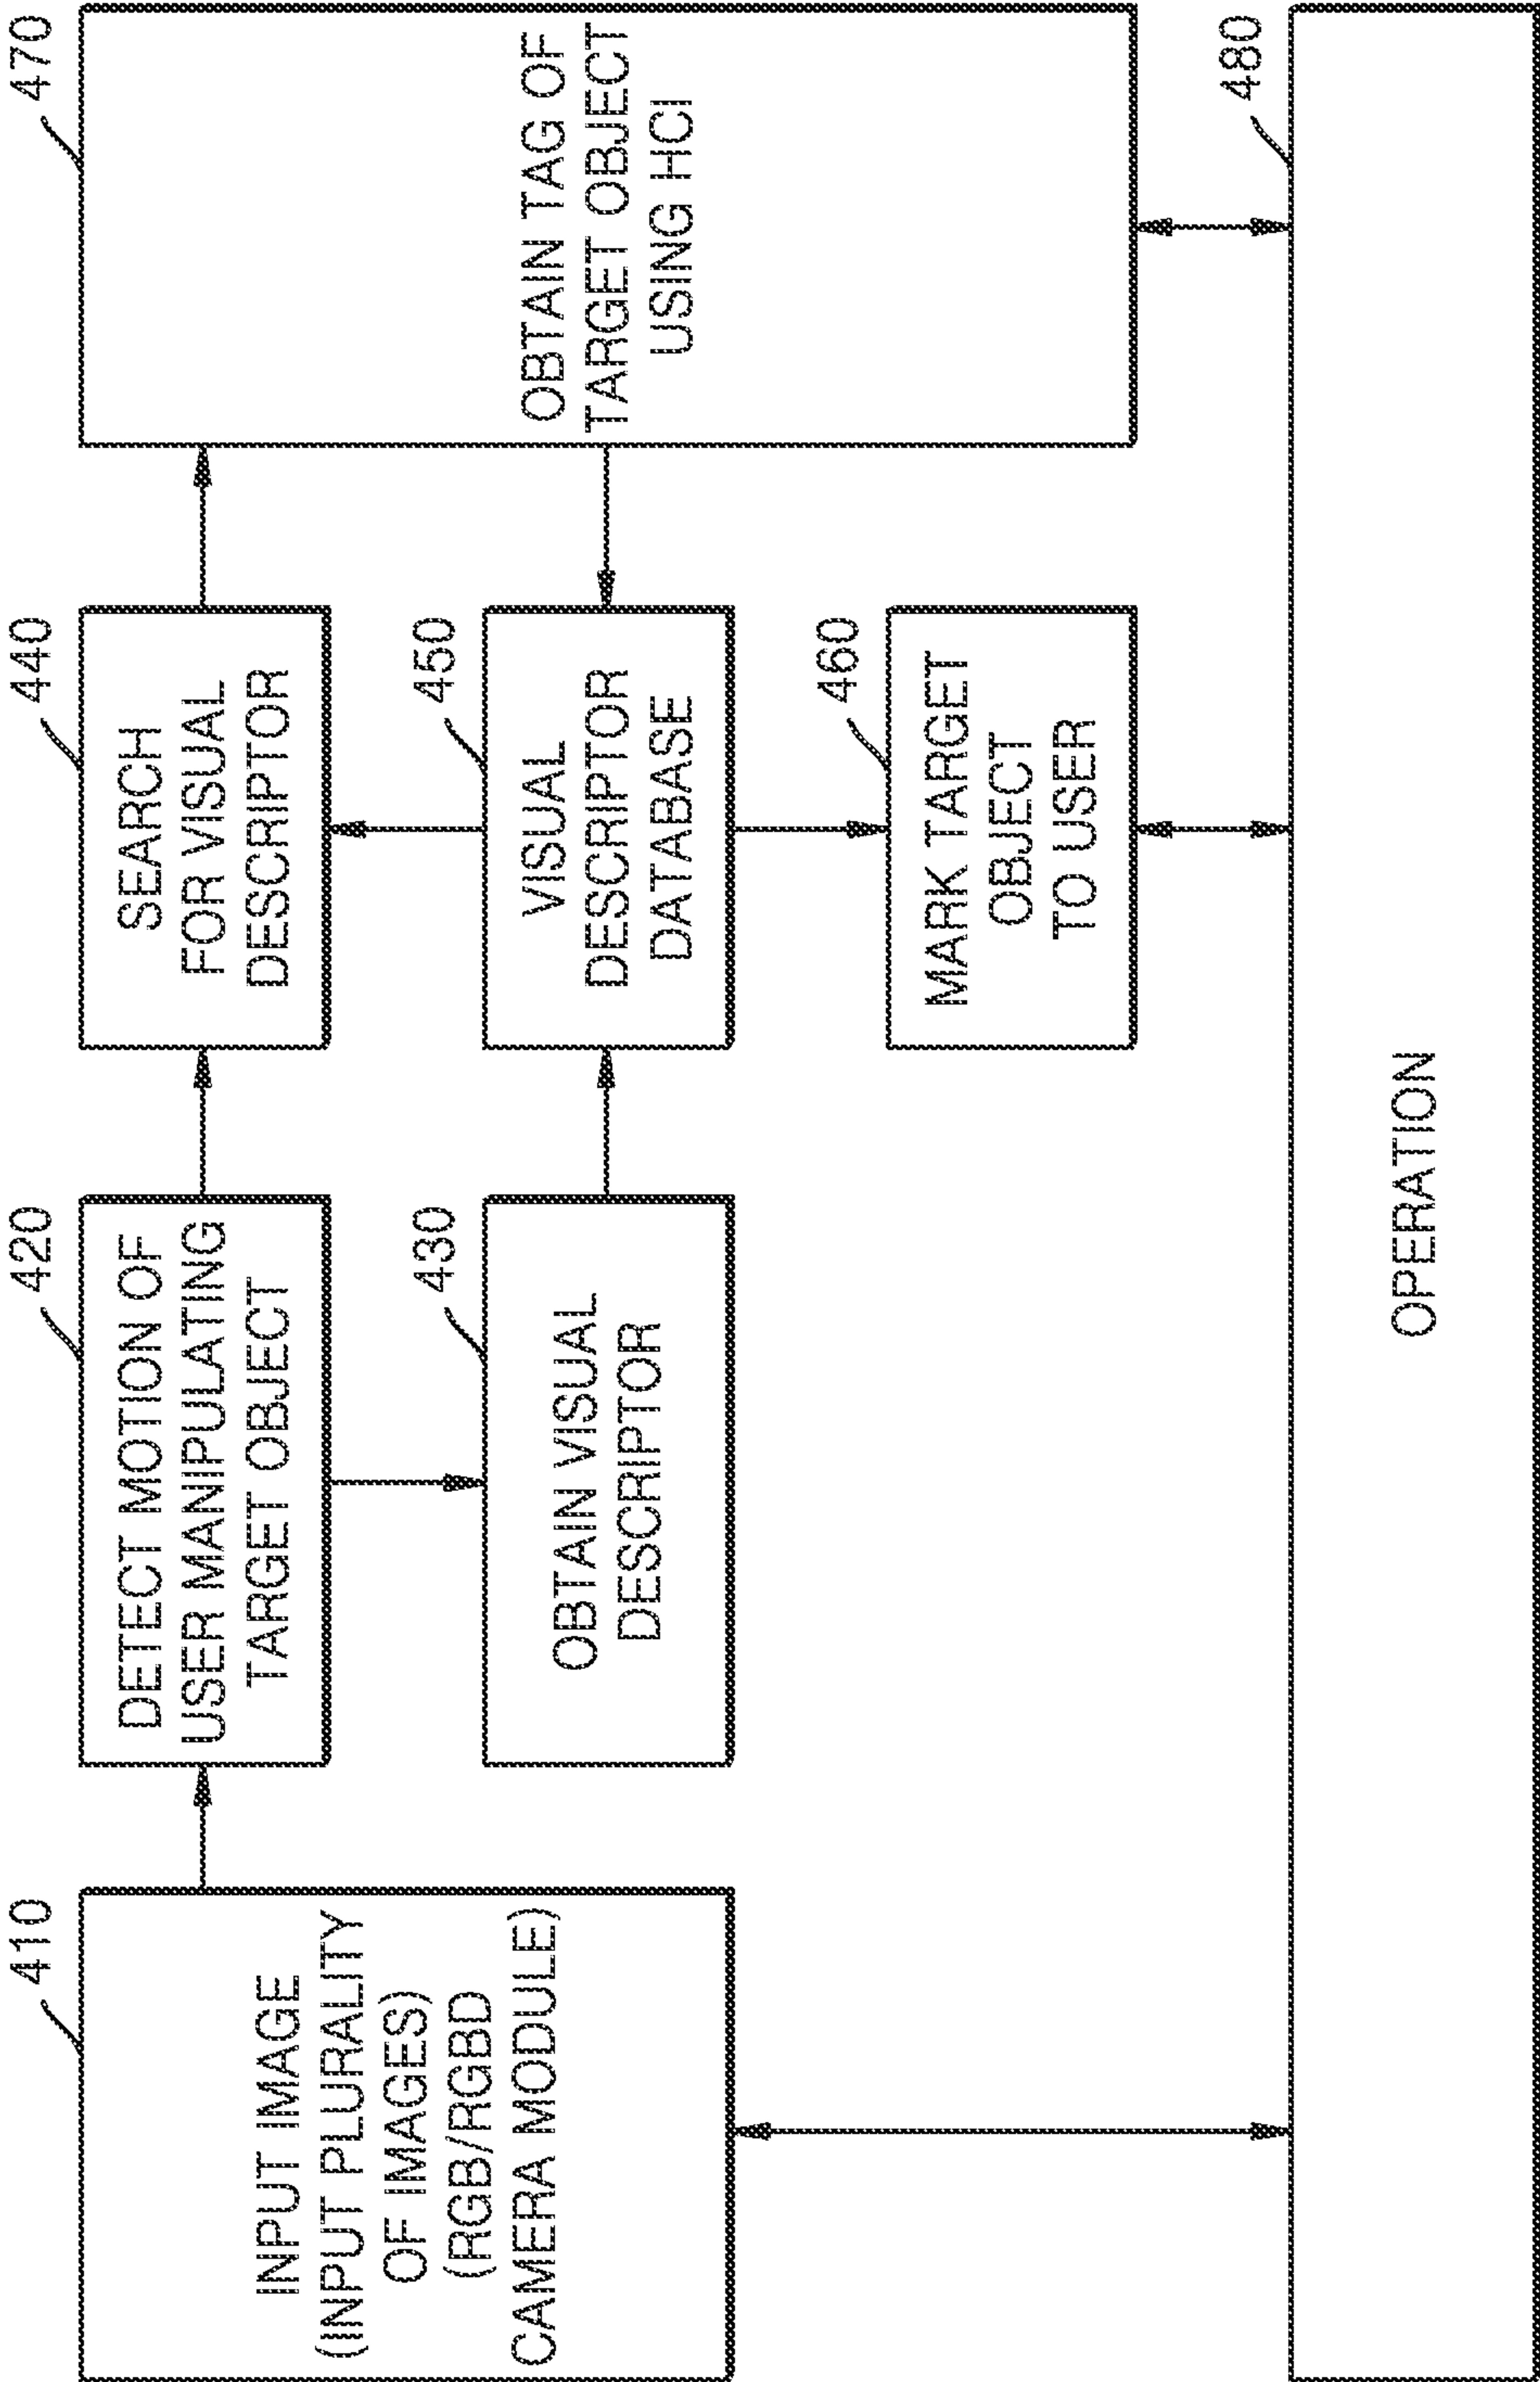 410
INPUT IMAGE
(INPUT PLURALITY
OF IMAGES)
(RGB/RGBD
CAMERA MODULE)
420
DETECT MOTION OF
USER MANIPULATING
TARGET OBJECT
430
OBTAIN VISUAL
DESCRIPTOR
440
SEARCH
FOR VISUAL
DESCRIPTOR
450
VISUAL
DESCRIPTOR
DATABASE
460
MARK TARGET
OBJECT
TO USER
470
OBTAIN TAG OF
TARGET OBJECT
USING HCI
480
OPERATION